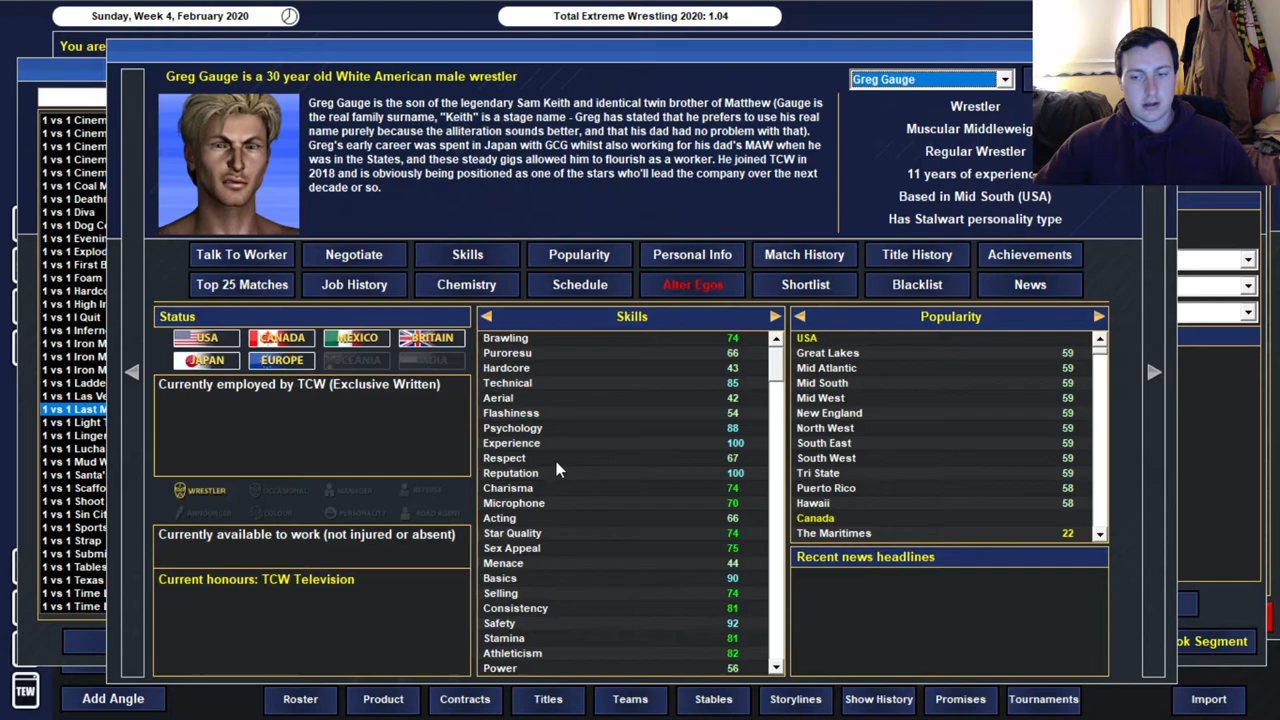 Sunday, Week 4, February 2020
Total Extreme Wrestling 2020: 1.04
You are
Greg Gauge is a 30 year old White American male wrestler
Greg Gauge
Greg Gauge is the son of the legendary Sam Keith and identical twin brother of Matthew (Gauge is
the real family surname, "Keith" is a stage name - Greg has stated that he prefers to use his real
name purely because the alliteration sounds better, and that his dad had no problem with that).
Greg's early career was spent in Japan with GCG whilst also working for his dad's MAW when he
was in the States, and these steady gigs allowed him to flourish as a worker. He joined TCW in
2018 and is obviously being positioned as one of the stars who'll lead the company over the next
decade or so.
Wrestler
Muscular Middleweig
Regular Wrestler
11 years of experien
Based in Mid South (USA)
Has Stalwart personality type
1 vs 1 Cinem
1 vs 1 Cinem
1 vs 1 Cinem
1 vs 1 Cinem
1 vs 1 Cinem
1 vs 1 Coal M
1 vs 1 Deathr
1 vs 1 Diva
1 vs 1 Dog C
1 vs 1 Evenin
1 vs 1 Explo
1 vs 1 First B
1 vs 1 Foam
1 vs 1 Hardc
1 vs 1 High I
1 vs 1 I Quit
1 vs 1 Infern
1 vs 1 Iron M
1 vs 1 Iron M
1 vs 1 Iron M
1 vs 1 Ladde
1 vs 1 Las Ve
1 vs 1 Last M
1 vs 1 Light T
1 vs 1 Linger
1 vs 1 Lucha
1 vs 1 Mud W
1 vs 1 Santa'
1 vs 1 Scaffo
1 vs 1 Shoot
1 vs 1 Sin Ci
1 vs 1 Sports
1 vs 1 Strap
1 vs 1 Submi
1 vs 1 Tables
1 vs 1 Texas
1 vs 1 Time L
1 vs 1 Time L
Talk To Worker
Negotiate
Skills
Popularity
Personal Info
Match History
Title History
Achievements
Top 25 Matches
Job History
Chemistry
Schedule
Alter Egos
Shortlist
Blacklist
News
Status
USA
CANADA
MEXICO
BRITAIN
JAPAN
EUROPE
OCEANIA
INDIA
Currently employed by TCW (Exclusive Written)
WRESTLER
OCCASIONAL
MANAGER
REFEREE
ANNOUNCER
COLOUR
PERSONALITY
ROAD AGENT
Currently available to work (not injured or absent)
Current honours: TCW Television
Skills
Brawling 74
Puroresu 66
Hardcore 43
Technical 85
Aerial 42
Flashiness 54
Psychology 88
Experience 100
Respect 67
Reputation 100
Charisma 74
Microphone 70
Acting 66
Star Quality 74
Sex Appeal 75
Menace 44
Basics 90
Selling 74
Consistency 81
Safety 92
Stamina 81
Athleticism 82
Power 56
Popularity
USA
Great Lakes 59
Mid Atlantic 59
Mid South 59
Mid West 59
New England 59
North West 59
South East 59
South West 59
Tri State 59
Puerto Rico 58
Hawaii 58
Canada
The Maritimes 22
Recent news headlines
ok Segment
TEW
Add Angle
Roster
Product
Contracts
Titles
Teams
Stables
Storylines
Show History
Promises
Tournaments
Import